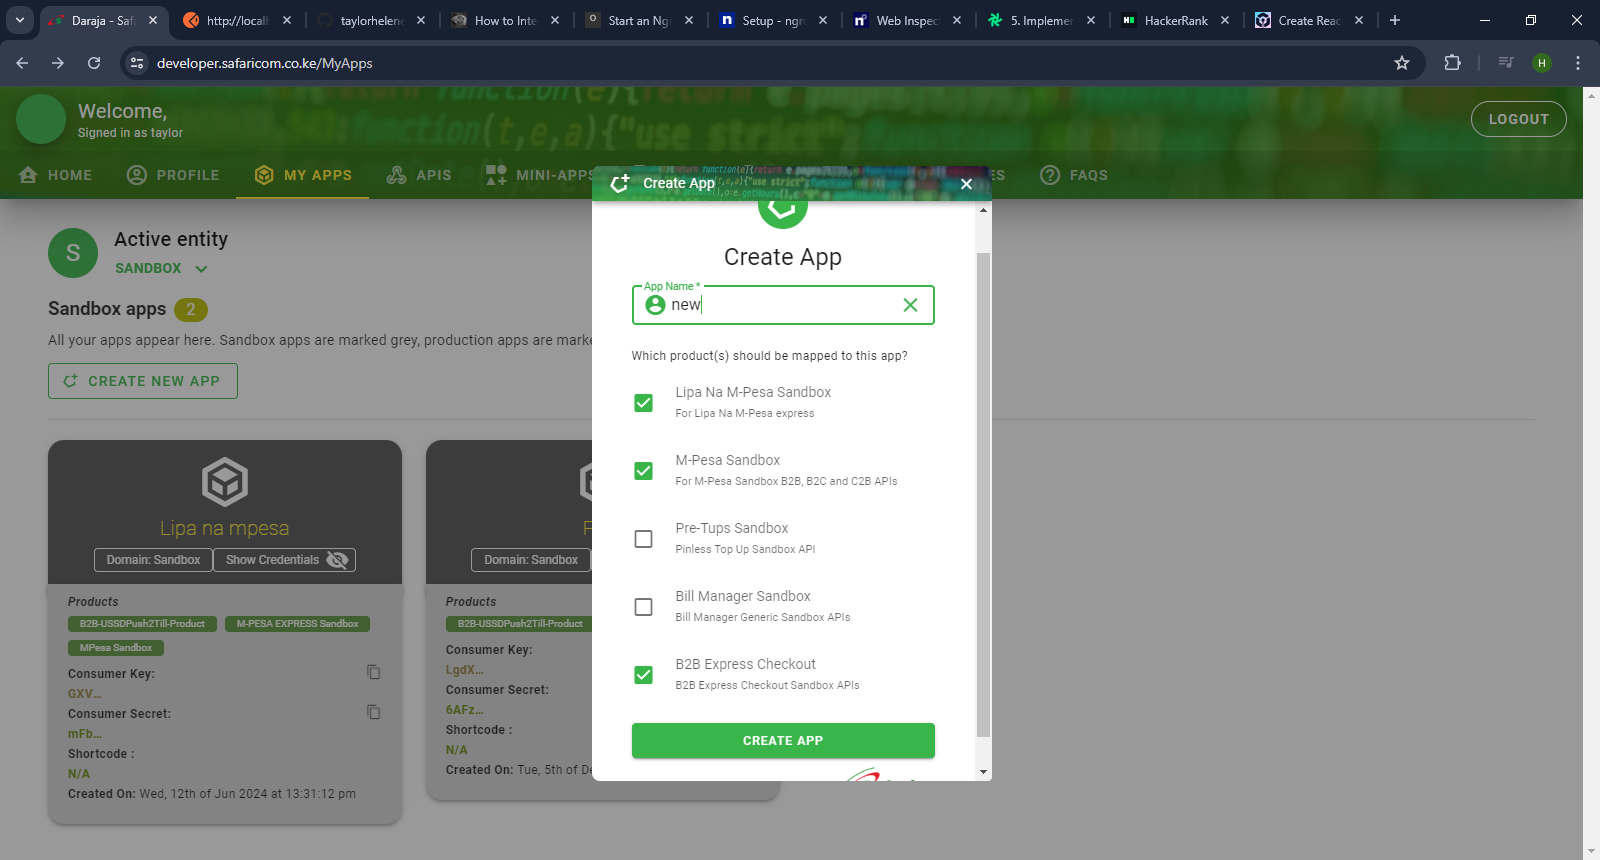 Daraja - Safa
http://localh
taylorhelene
How to Inte
Start an Ngr
Setup - ngro
Web Inspect
5. Implemen
HackerRank
Create Reac
developer.safaricom.co.ke/MyApps
H
Welcome,
Signed in as taylor
LOGOUT
HOME
PROFILE
MY APPS
APIS
MINI-APPS
ES
FAQS
S
Active entity
SANDBOX
Sandbox apps 2
All your apps appear here. Sandbox apps are marked grey, production apps are marke
CREATE NEW APP
Lipa na mpesa
Domain: Sandbox
Show Credentials
Products
B2B-USSDPush2Till-Product
M-PESA EXPRESS Sandbox
MPesa Sandbox
Consumer Key:
GXV...
Consumer Secret:
mFb...
Shortcode :
N/A
Created On: Wed, 12th of Jun 2024 at 13:31:12 pm
Domain: Sandbox
Products
B2B-USSDPush2Till-Product
Consumer Key:
LgdX...
Consumer Secret:
6AFz...
Shortcode :
N/A
Created On: Tue, 5th of De
Create App
Create App
App Name *
new
Which product(s) should be mapped to this app?
Lipa Na M-Pesa Sandbox
For Lipa Na M-Pesa express
M-Pesa Sandbox
For M-Pesa Sandbox B2B, B2C and C2B APIs
Pre-Tups Sandbox
Pinless Top Up Sandbox API
Bill Manager Sandbox
Bill Manager Generic Sandbox APIs
B2B Express Checkout
B2B Express Checkout Sandbox APIs
CREATE APP